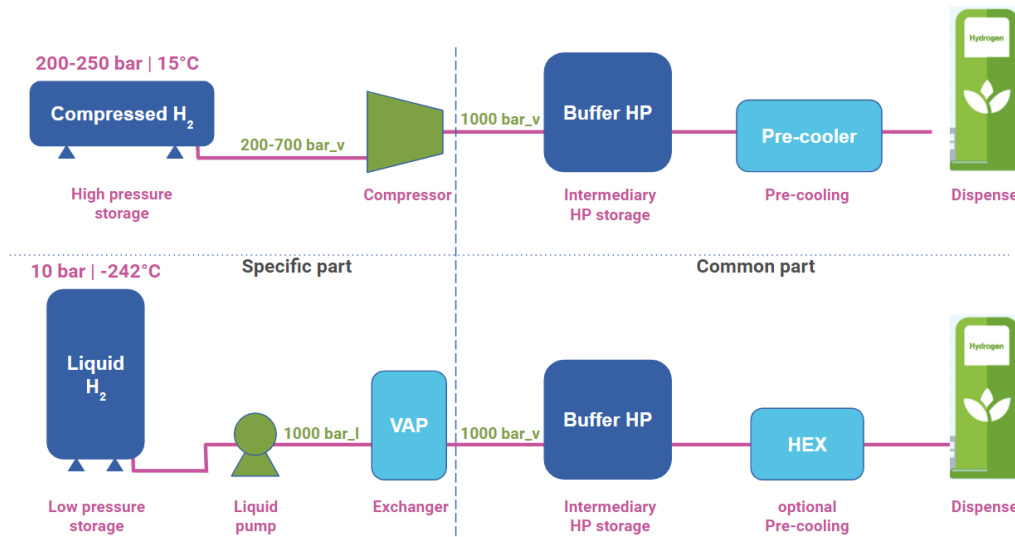 200-250 bar | 15°C
Compressed H₂
200-700 bar_v
1000 bar_v
Buffer HP
Pre-cooler
Hydrogen
High pressure
storage
Compressor
Intermediary
HP storage
Pre-cooling
Dispense
Specific part
Common part
10 bar | -242°C
Liquid
H₂
1000 bar_l
VAP
1000 bar_v
Buffer HP
HEX
Hydrogen
Low pressure
storage
Liquid
pump
Exchanger
Intermediary
HP storage
optional
Pre-cooling
Dispense